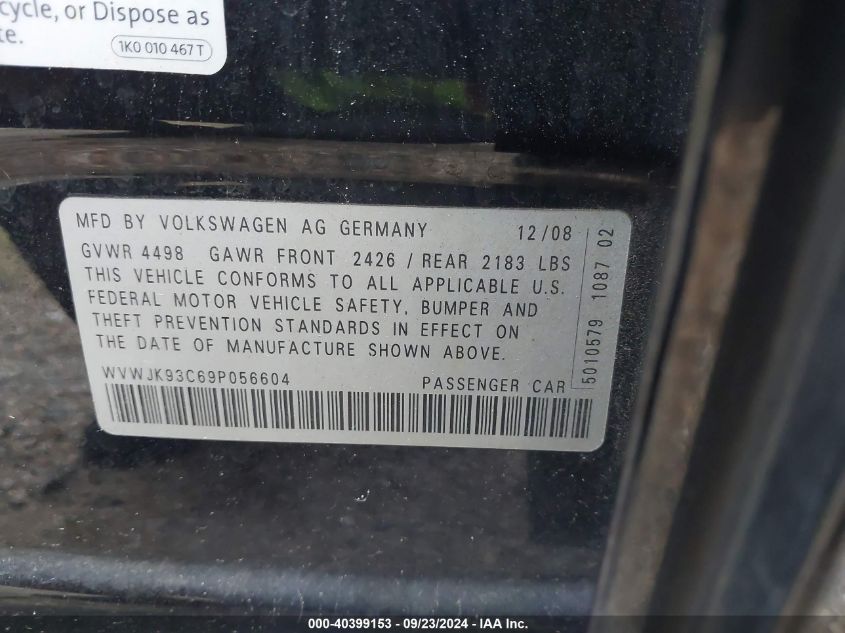 cycle, or Dispose as
te.
1K0 010 467 T
MFD BY VOLKSWAGEN AG GERMANY 12/08
GVWR 4498 GAWR FRONT 2426 / REAR 2183 LBS
THIS VEHICLE CONFORMS TO ALL APPLICABLE U.S.
FEDERAL MOTOR VEHICLE SAFETY, BUMPER AND
THEFT PREVENTION STANDARDS IN EFFECT ON
THE DATE OF MANUFACTURE SHOWN ABOVE.
WVWJK93C69P056604 PASSENGER CAR
5010579 1087 02
000-40399153 - 09/23/2024 - IAA Inc.